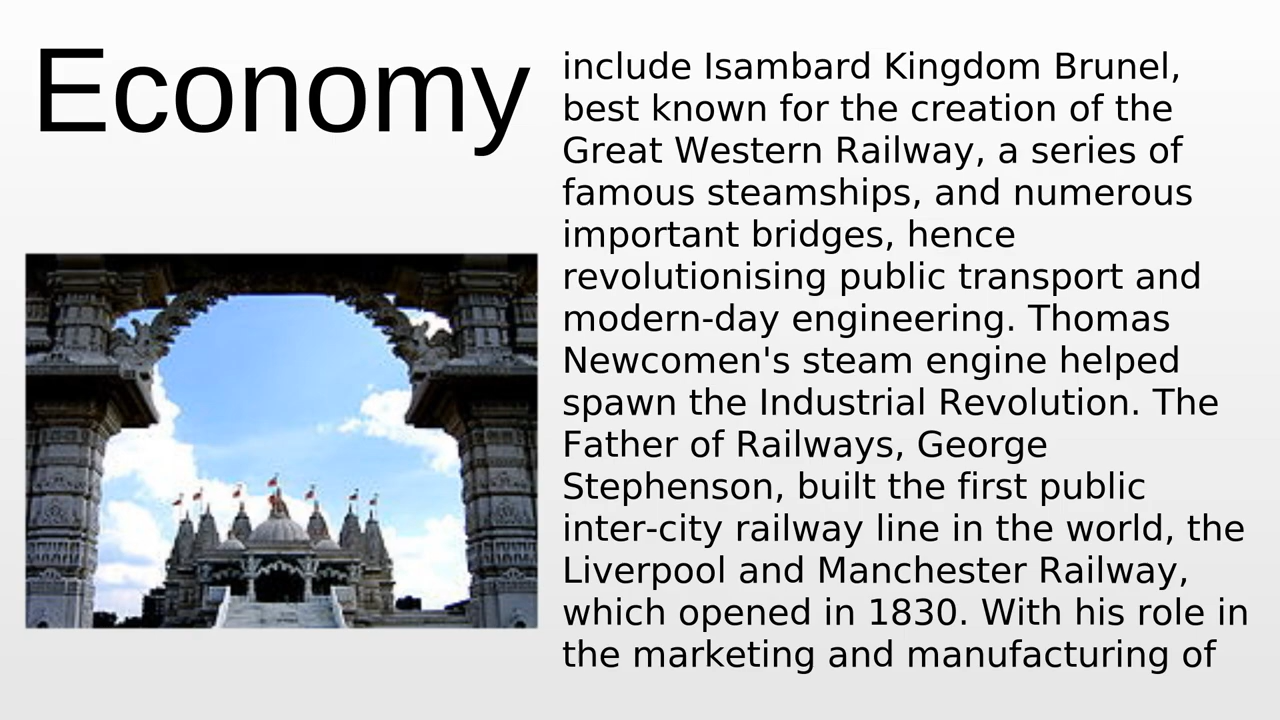 Economy
include Isambard Kingdom Brunel,
best known for the creation of the
Great Western Railway, a series of
famous steamships, and numerous
important bridges, hence
revolutionising public transport and
modern-day engineering. Thomas
Newcomen's steam engine helped
spawn the Industrial Revolution. The
Father of Railways, George
Stephenson, built the first public
inter-city railway line in the world, the
Liverpool and Manchester Railway,
which opened in 1830. With his role in
the marketing and manufacturing of